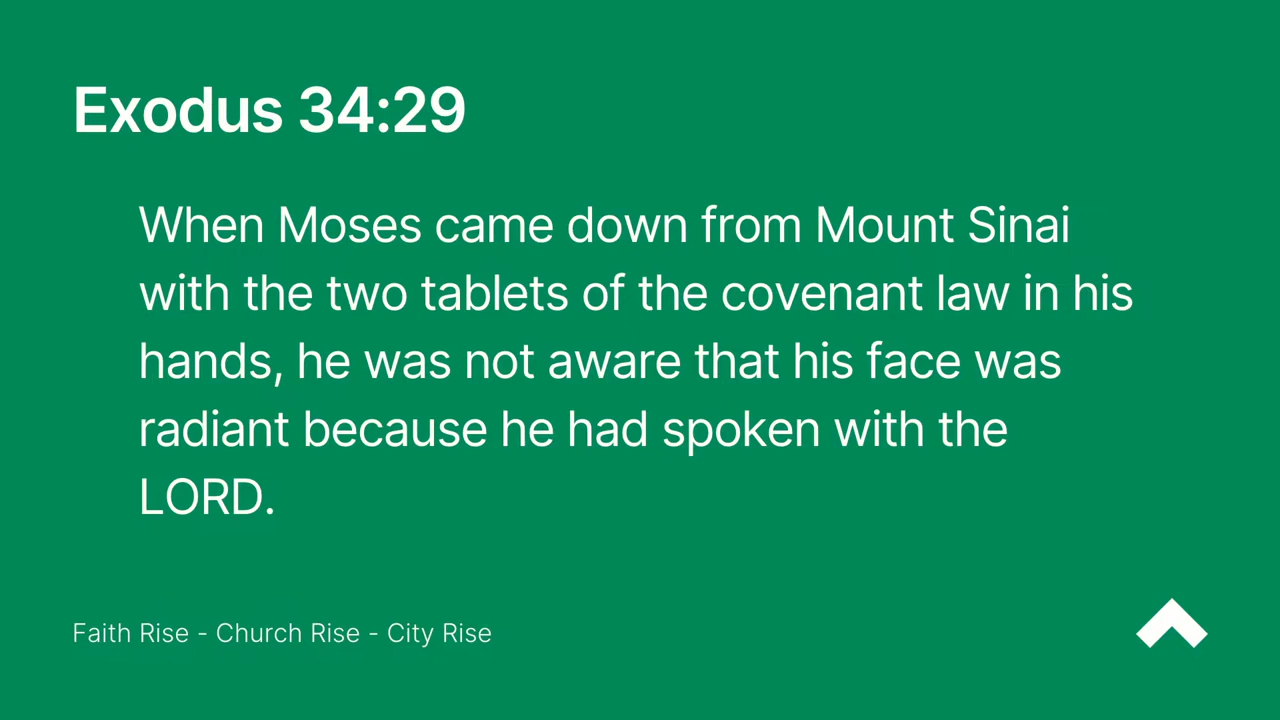 Exodus 34:29
When Moses came down from Mount Sinai
with the two tablets of the covenant law in his
hands, he was not aware that his face was
radiant because he had spoken with the
LORD.
Faith Rise - Church Rise - City Rise